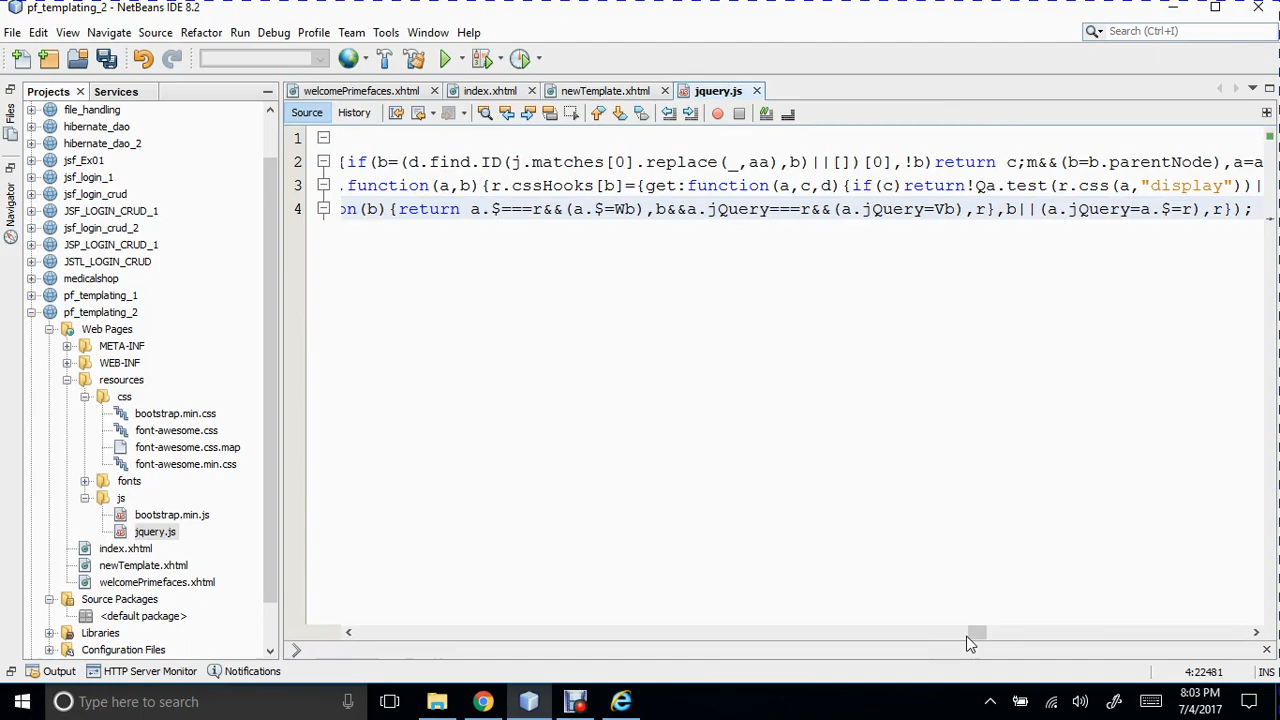 pf_templating_2 - NetBeans IDE 8.2
File Edit View Navigate Source Refactor Run Debug Profile Team Tools Window Help
Search (Ctrl+I)
Projects Services
welcomePrimefaces.xhtml index.xhtml newTemplate.xhtml jquery.js
Files
Navigator
Source History
file_handling
hibernate_dao
hibernate_dao_2
jsf_Ex01
jsf_login_1
jsf_login_crud
JSF_LOGIN_CRUD_1
jsf_login_crud_2
JSP_LOGIN_CRUD_1
JSTL_LOGIN_CRUD
medicalshop
pf_templating_1
pf_templating_2
Web Pages
META-INF
WEB-INF
resources
css
bootstrap.min.css
font-awesome.css
font-awesome.css.map
font-awesome.min.css
fonts
js
bootstrap.min.js
jquery.js
index.xhtml
newTemplate.xhtml
welcomePrimefaces.xhtml
Source Packages
<default package>
Libraries
Configuration Files
1
2 {if(b=(d.find.ID(j.matches[0].replace(_,aa),b)||[])[0],!b)return c;m&&(b=b.parentNode),a=a
3 .function(a,b){r.cssHooks[b]={get:function(a,c,d){if(c)return!Qa.test(r.css(a,"display"))|
4 on(b){return a.$===r&&(a.$=Wb),b&&a.jQuery===r&&(a.jQuery=Vb),r},b||(a.jQuery=a.$=r),r});
Output HTTP Server Monitor Notifications
4:22481 INS
Type here to search
8:03 PM
7/4/2017